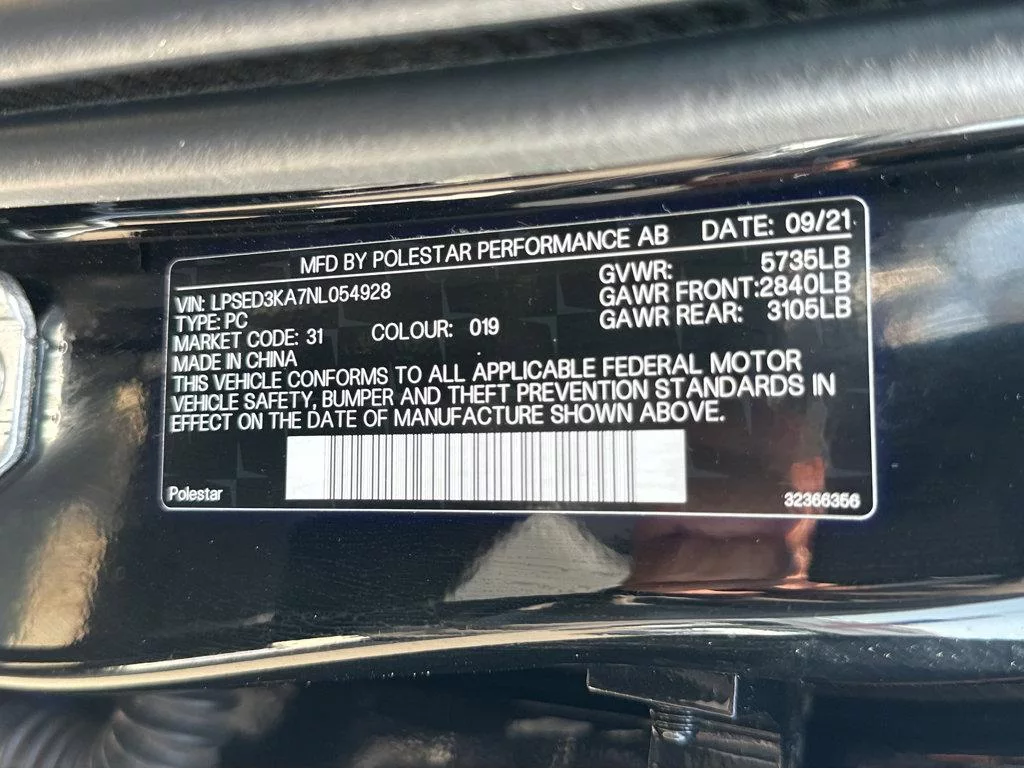 MFD BY POLESTAR PERFORMANCE AB DATE: 09/21
VIN: LPSED3KA7NL054928 GVWR: 5735LB
TYPE: PC GAWR FRONT:2840LB
MARKET CODE: 31 COLOUR: 019 GAWR REAR: 3105LB
MADE IN CHINA
THIS VEHICLE CONFORMS TO ALL APPLICABLE FEDERAL MOTOR
VEHICLE SAFETY, BUMPER AND THEFT PREVENTION STANDARDS IN
EFFECT ON THE DATE OF MANUFACTURE SHOWN ABOVE.
Polestar 32366356